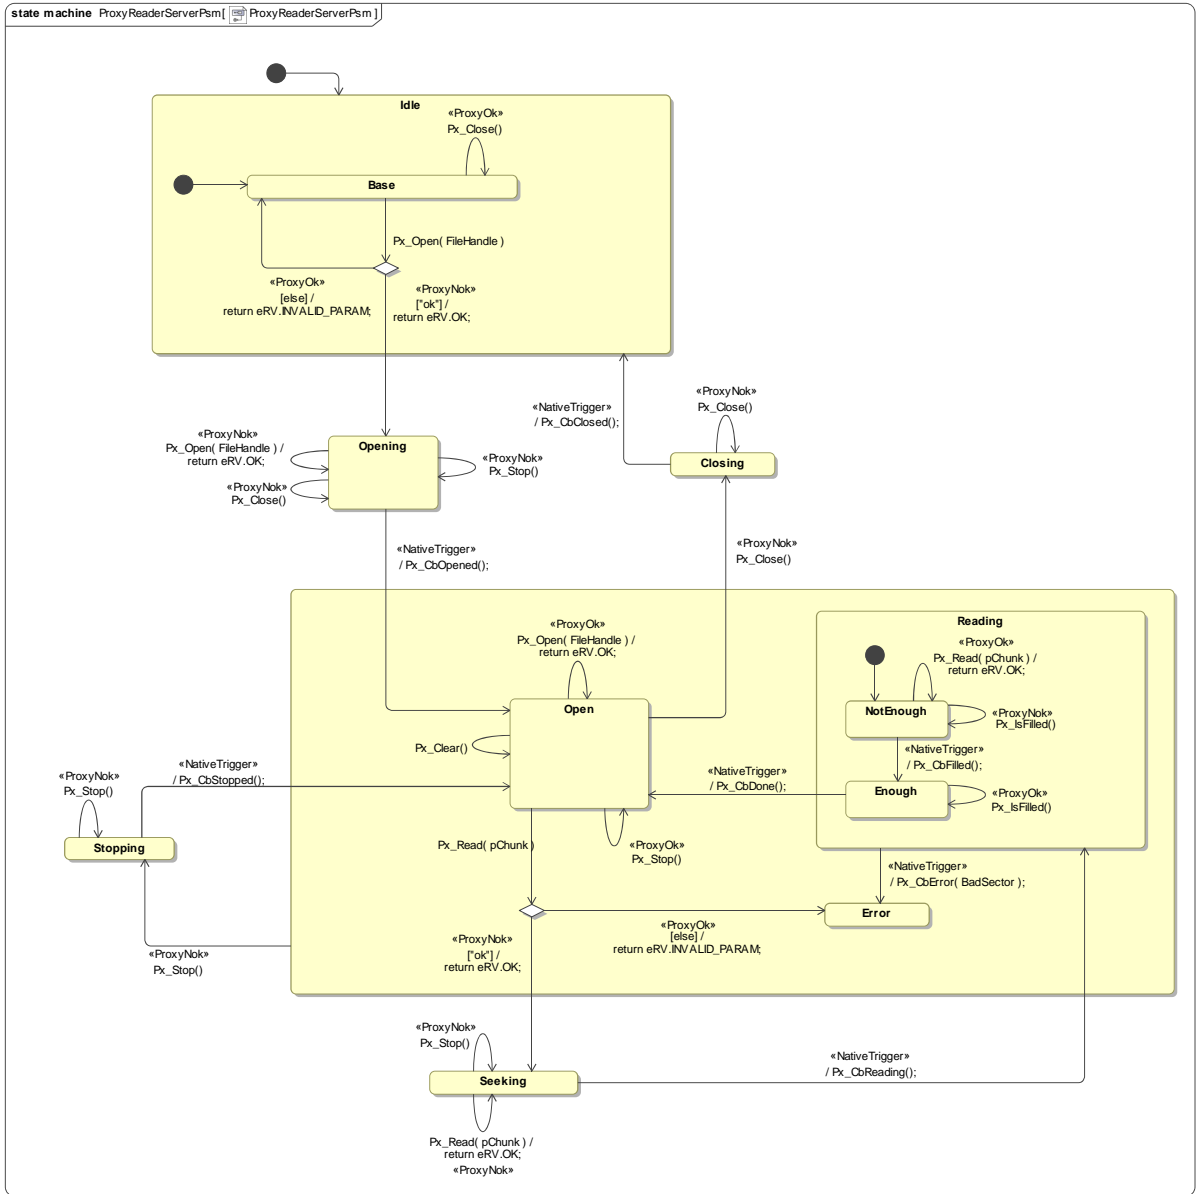 state machine ProxyReaderServerPsm[ ProxyReaderServerPsm ]
Idle
«ProxyOk»
Px_Close()
Base
Px_Open( FileHandle )
«ProxyOk»
[else] /
return eRV.INVALID_PARAM;
«ProxyNok»
["ok"] /
return eRV.OK;
«NativeTrigger»
/ Px_CbClosed();
«ProxyNok»
Px_Close()
Closing
«ProxyNok»
Px_Open( FileHandle ) /
return eRV.OK;
Opening
«ProxyNok»
Px_Stop()
«ProxyNok»
Px_Close()
«NativeTrigger»
/ Px_CbOpened();
«ProxyNok»
Px_Close()
«ProxyOk»
Px_Open( FileHandle ) /
return eRV.OK;
Open
Px_Clear()
Reading
«ProxyOk»
Px_Read( pChunk ) /
return eRV.OK;
NotEnough
«ProxyNok»
Px_IsFilled()
«NativeTrigger»
/ Px_CbFilled();
Enough
«ProxyOk»
Px_IsFilled()
«NativeTrigger»
/ Px_CbDone();
«NativeTrigger»
/ Px_CbStopped();
«ProxyNok»
Px_Stop()
Stopping
Px_Read( pChunk )
«ProxyOk»
Px_Stop()
«NativeTrigger»
/ Px_CbError( BadSector );
Error
«ProxyOk»
[else] /
return eRV.INVALID_PARAM;
«ProxyNok»
["ok"] /
return eRV.OK;
«ProxyNok»
Px_Stop()
«ProxyNok»
Px_Stop()
Seeking
«NativeTrigger»
/ Px_CbReading();
Px_Read( pChunk ) /
return eRV.OK;
«ProxyNok»